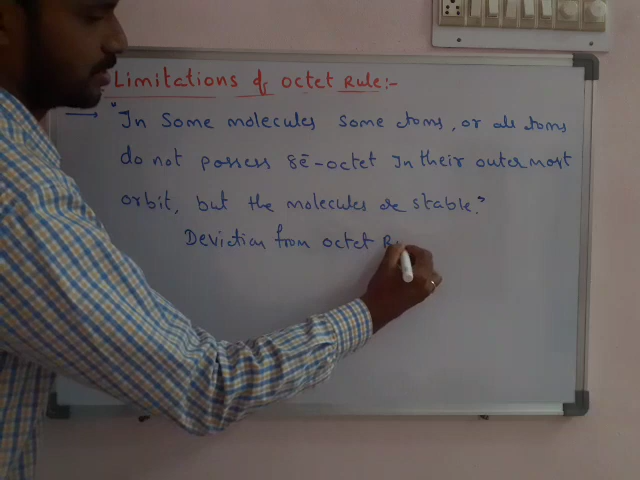 Limitations of octet Rule:-
→ "In some molecules some atoms, or all atoms
do not possess 8ē-octet In their outermost
orbit, but the molecules are stable."
Deviation from octet Ru